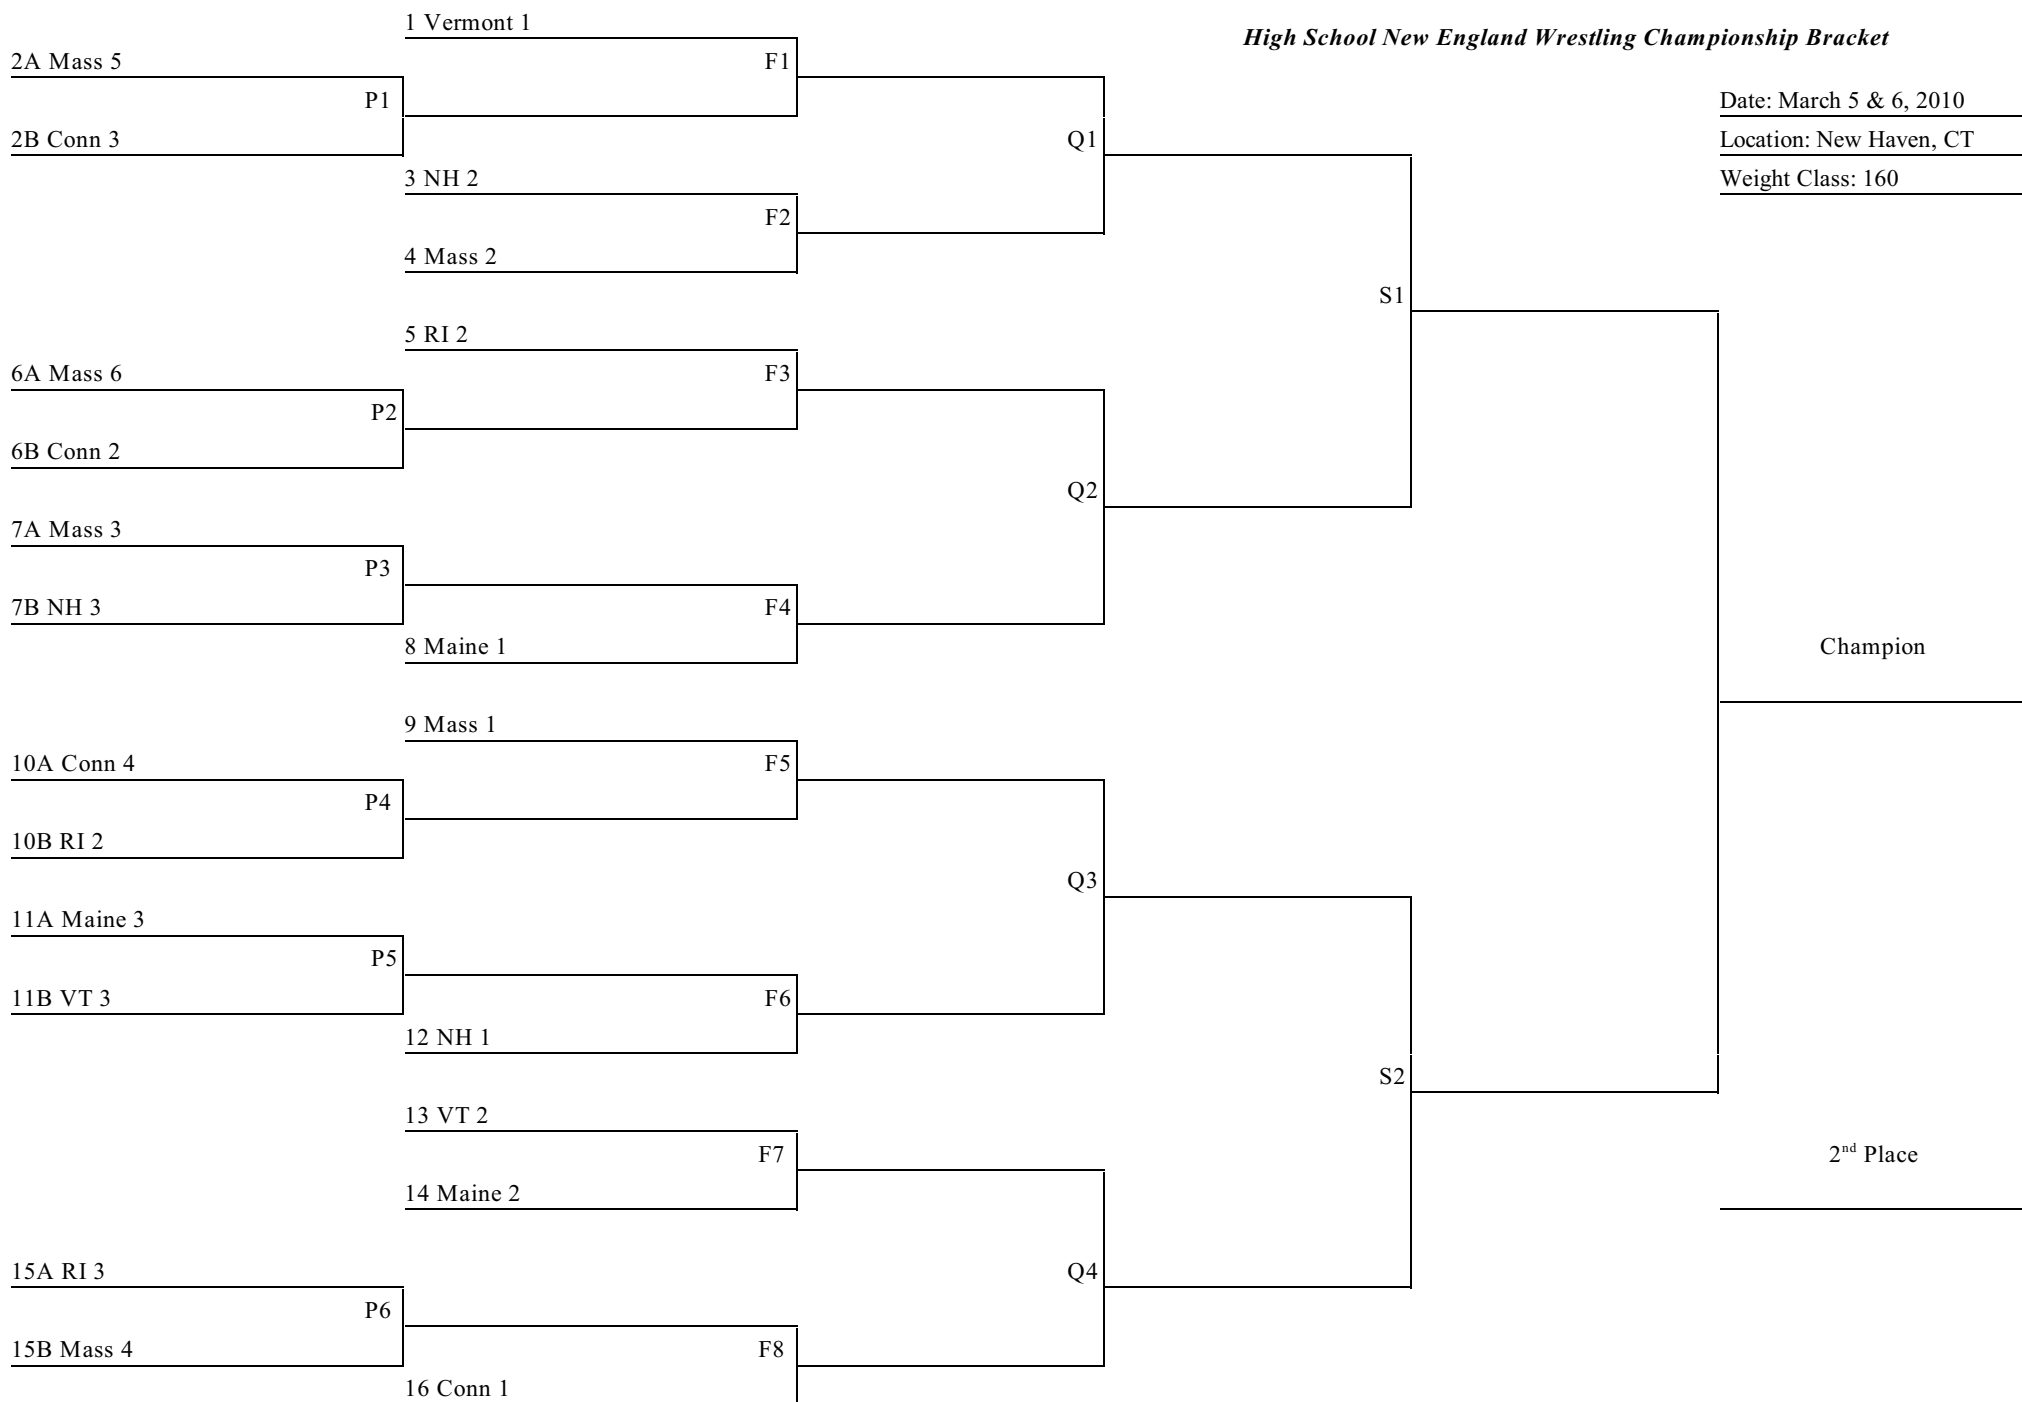 1 Vermont 1
High School New England Wrestling Championship Bracket
2A Mass 5
F1
P1
Date: March 5 & 6, 2010
2B Conn 3
Q1
Location: New Haven, CT
3 NH 2
Weight Class: 160
F2
4 Mass 2
S1
5 RI 2
6A Mass 6
F3
P2
6B Conn 2
Q2
7A Mass 3
P3
7B NH 3
F4
8 Maine 1
Champion
9 Mass 1
10A Conn 4
F5
P4
10B RI 2
Q3
11A Maine 3
P5
11B VT 3
F6
12 NH 1
S2
13 VT 2
F7
2nd Place
14 Maine 2
15A RI 3
Q4
P6
15B Mass 4
F8
16 Conn 1